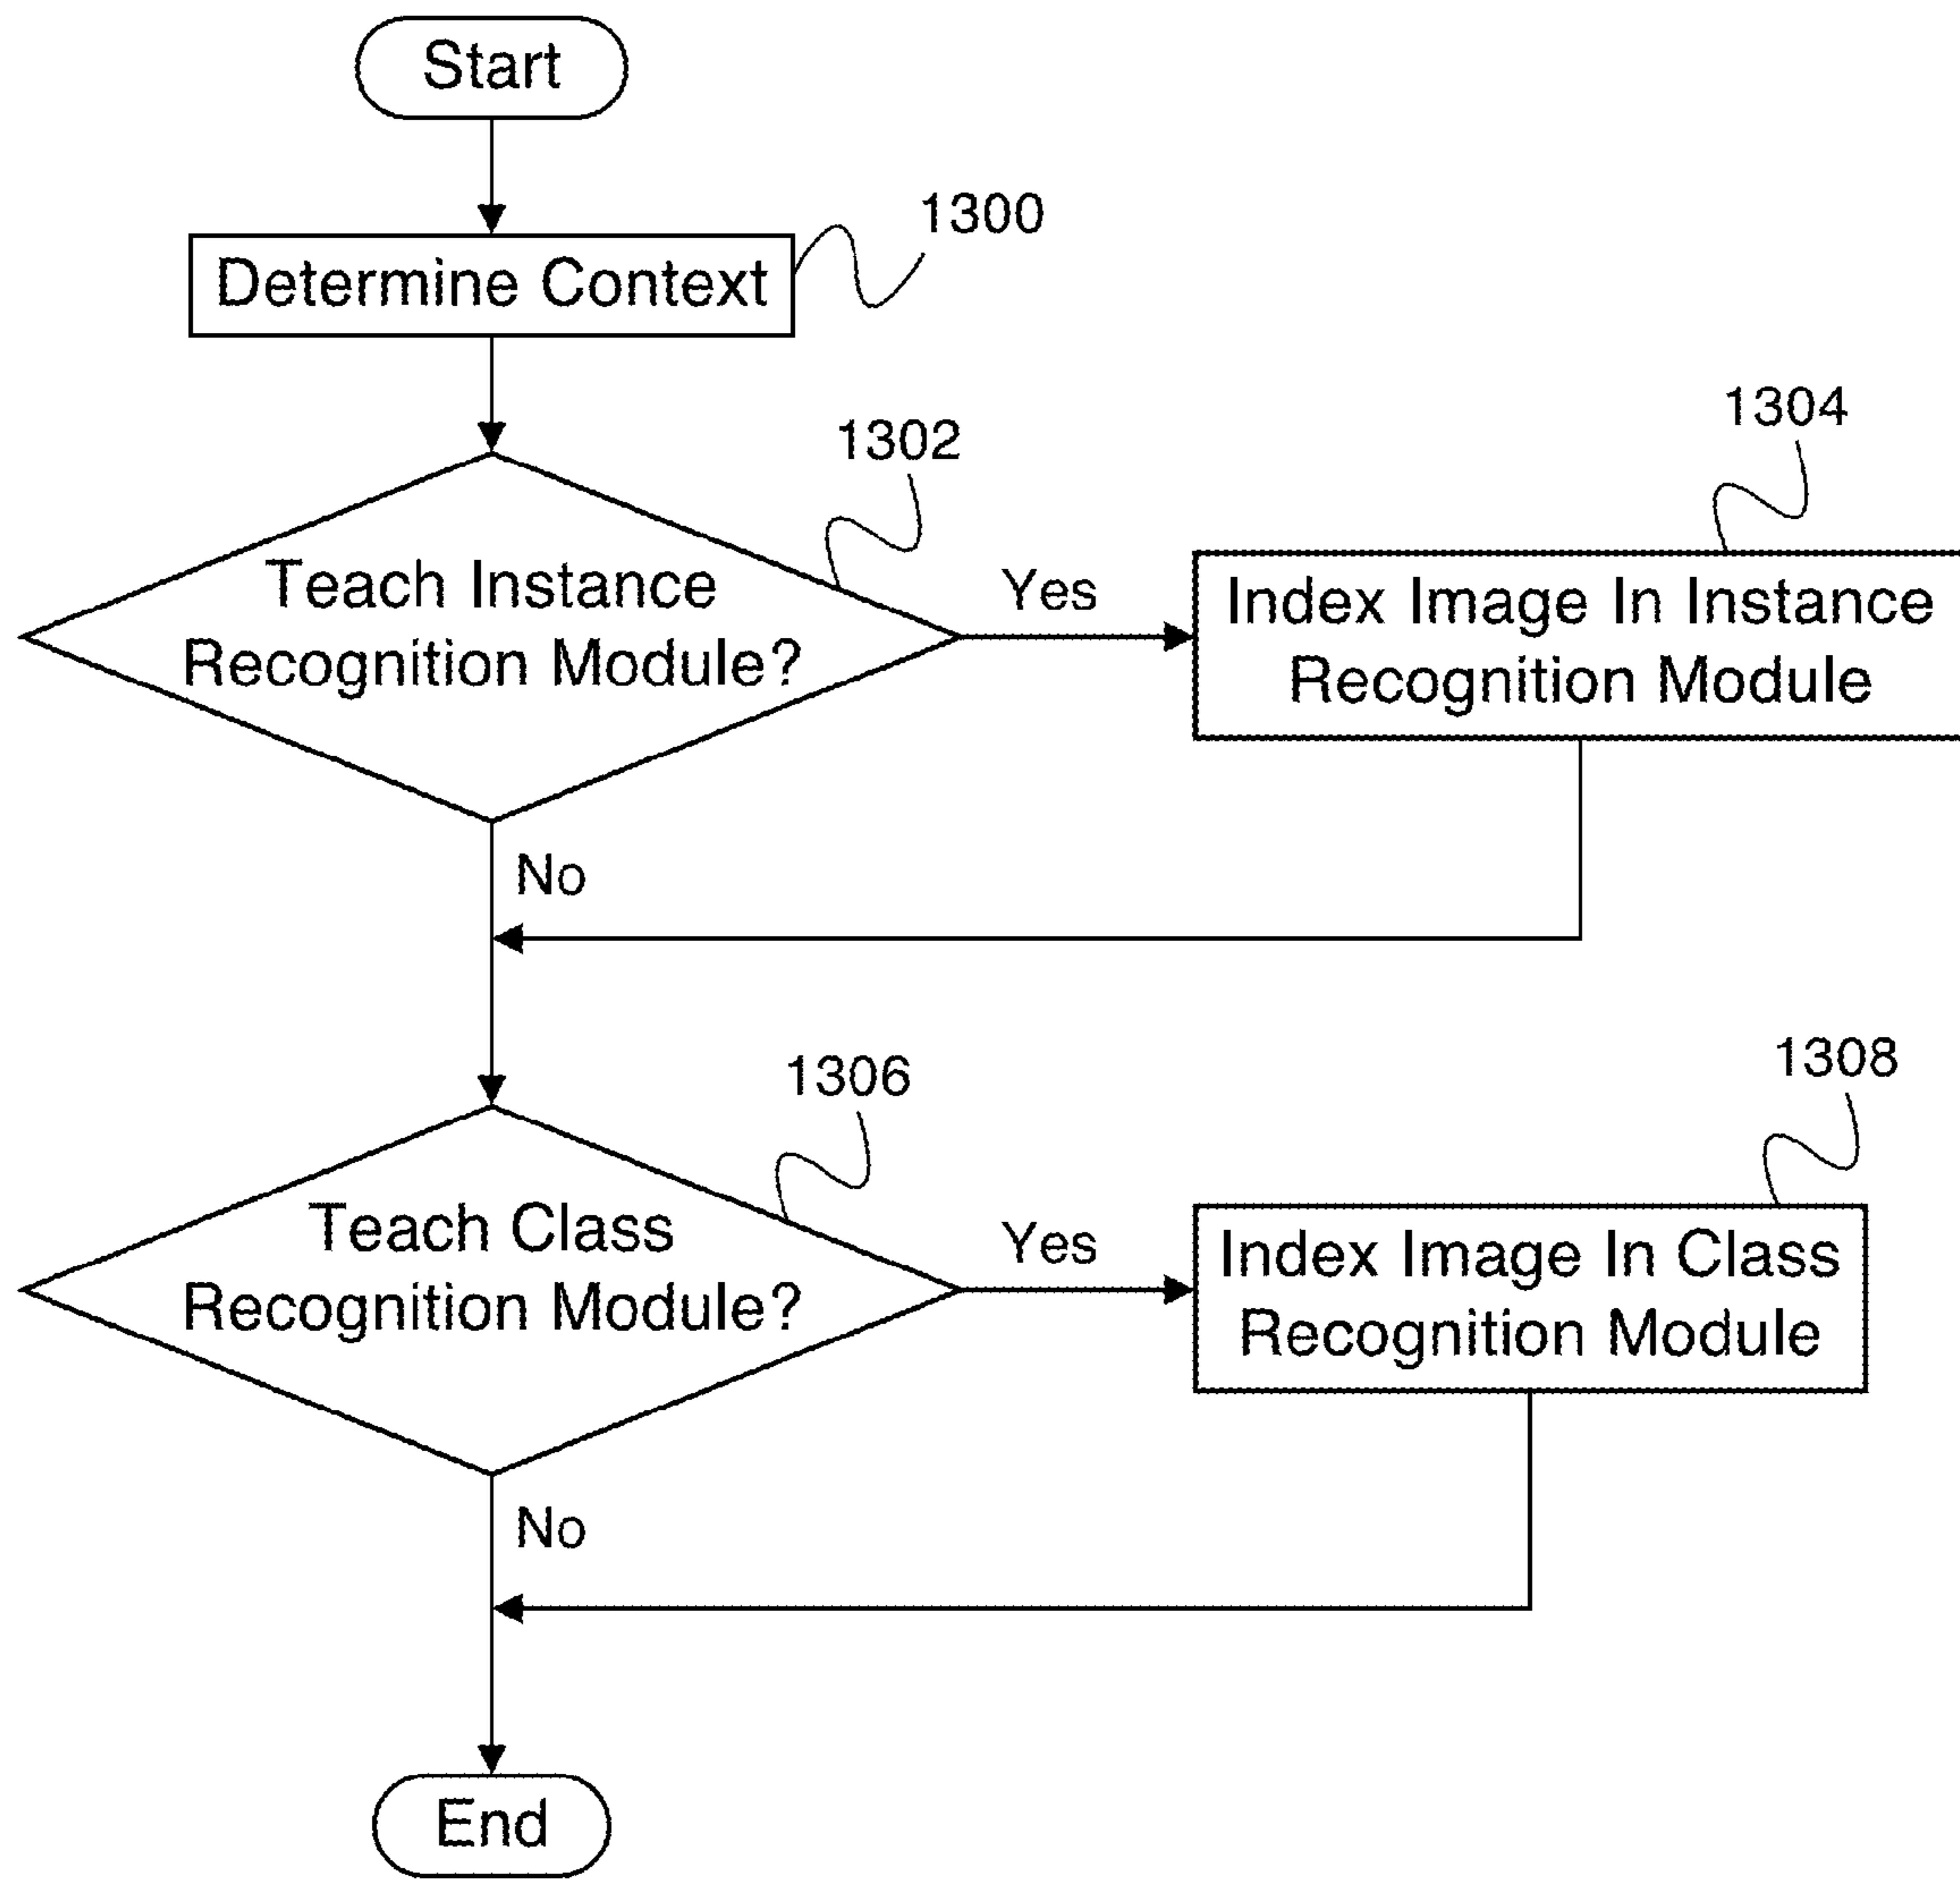 Start
1300
Determine Context
1302
1304
Teach Instance
Recognition Module?
Yes
Index Image In Instance
Recognition Module
No
1306
1308
Teach Class
Recognition Module?
Yes
Index Image In Class
Recognition Module
No
End